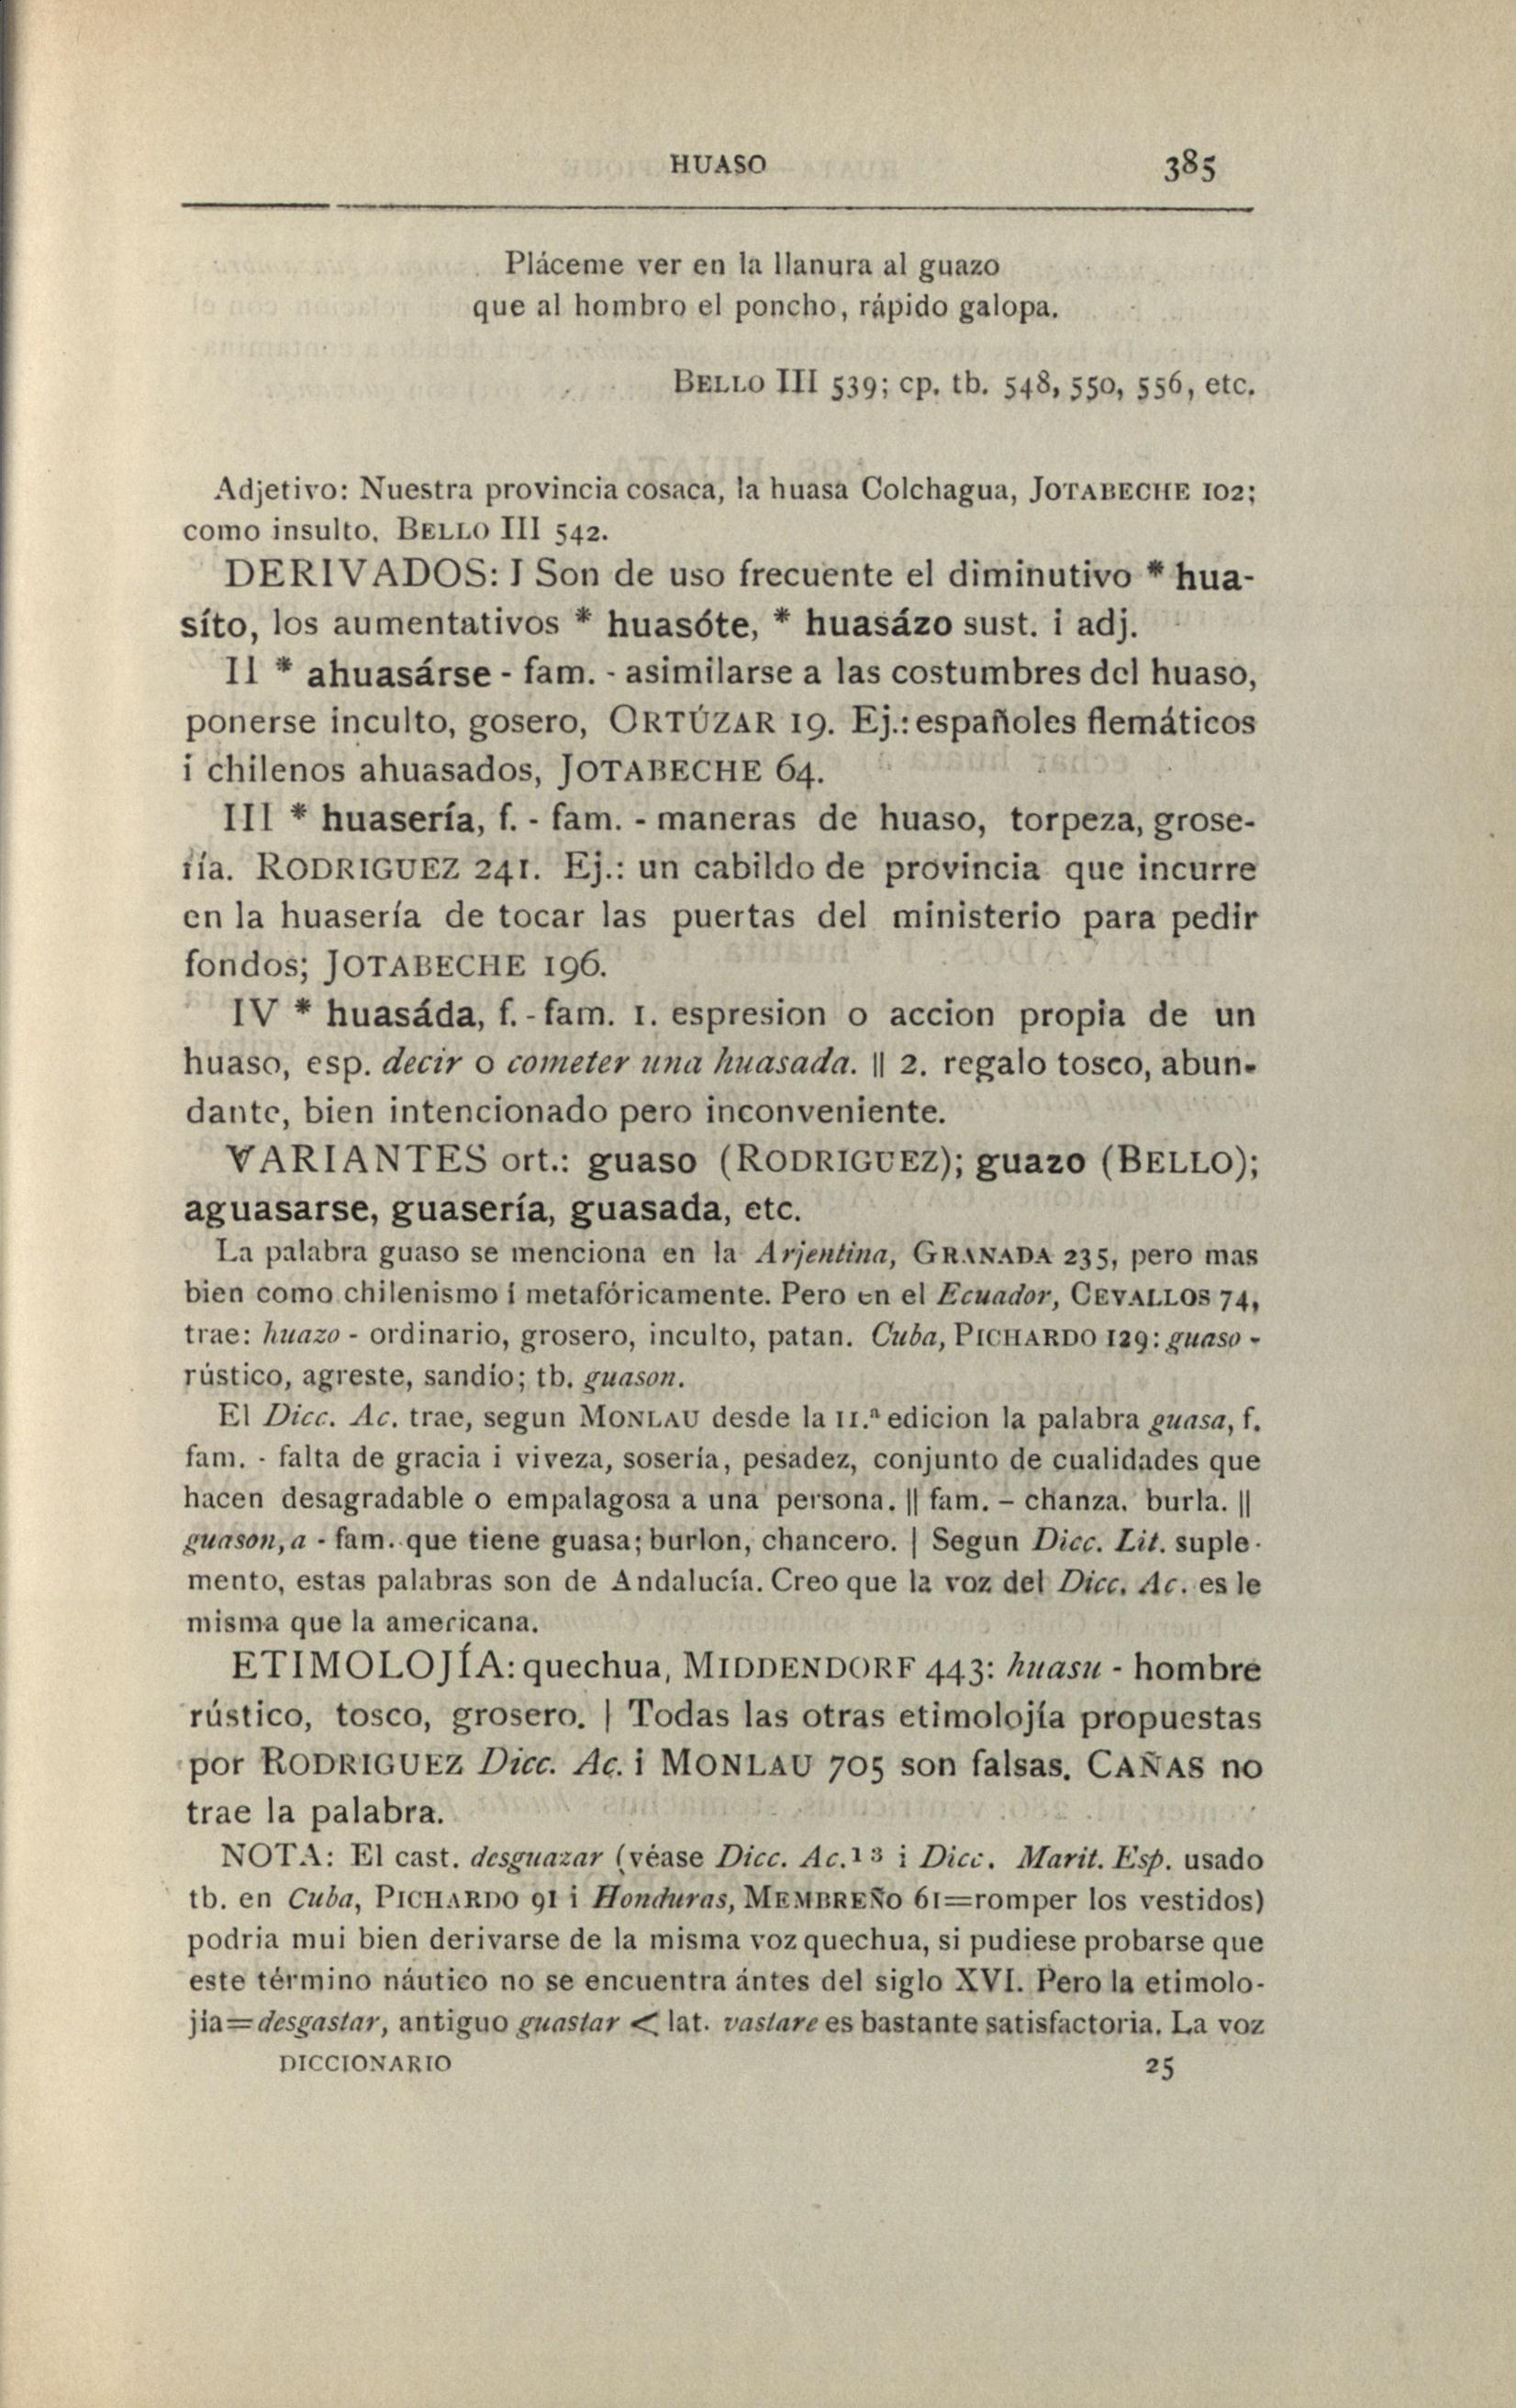 HUASO 385
Pláceme ver en la llanura al guazo
que al hombro el poncho, rápido galopa.
BELLO III 539; cp. tb. 548, 550, 556, etc.
Adjetivo: Nuestra provincia cosaca, la huasa Colchagua, JOTABECHE 102;
como insulto. BELLO III 542.
DERIVADOS: I Son de uso frecuente el diminutivo * hua-
síto, los aumentativos * huasóte, * huasázo sust. i adj.
II * ahuasárse - fam. - asimilarse a las costumbres del huaso,
ponerse inculto, gosero, ORTÚZAR 19. Ej.: españoles flemáticos
i chilenos ahuasados, JOTABECHE 64.
III * huasería, f. - fam. - maneras de huaso, torpeza, grose-
ría. RODRIGUEZ 241. Ej.: un cabildo de provincia que incurre
en la huasería de tocar las puertas del ministerio para pedir
fondos; JOTABECHE 196.
IV * huasáda, f. - fam. 1. espresion o accion propia de un
huaso, esp. decir o cometer una huasada. || 2. regalo tosco, abun-
dante, bien intencionado pero inconveniente.
VARIANTES ort.: guaso (RODRIGUEZ); guazo (BELLO);
aguasarse, guasería, guasada, etc.
La palabra guaso se menciona en la Arjentina, GRANADA 235, pero mas
bien como chilenismo i metafóricamente. Pero en el Ecuador, CEVALLOS 74,
trae: huazo - ordinario, grosero, inculto, patan. Cuba, PICHARDO 129: guaso -
rústico, agreste, sandío; tb. guason.
El Dicc. Ac. trae, segun MONLAU desde la 11.ª edicion la palabra guasa, f.
fam. - falta de gracia i viveza, sosería, pesadez, conjunto de cualidades que
hacen desagradable o empalagosa a una persona. || fam. - chanza, burla. ||
guason, a - fam. que tiene guasa; burlon, chancero. | Segun Dicc. Lit. suple-
mento, estas palabras son de Andalucía. Creo que la voz del Dicc. Ac. es le
misma que la americana.
ETIMOLOJÍA: quechua, MIDDENDORF 443: huasu - hombre
rústico, tosco, grosero. | Todas las otras etimolojía propuestas
por RODRIGUEZ Dicc. Ac. i MONLAU 705 son falsas. CAÑAS no
trae la palabra.
NOTA: El cast. desguazar (véase Dicc. Ac.13 i Dicc. Marit. Esp. usado
tb. en Cuba, PICHARDO 91 i Honduras, MEMBREÑO 61=romper los vestidos)
podria mui bien derivarse de la misma voz quechua, si pudiese probarse que
este término náutico no se encuentra ántes del siglo XVI. Pero la etimolo-
jía=desgastar, antiguo guastar < lat. vastare es bastante satisfactoria. La voz
DICCIONARIO 25